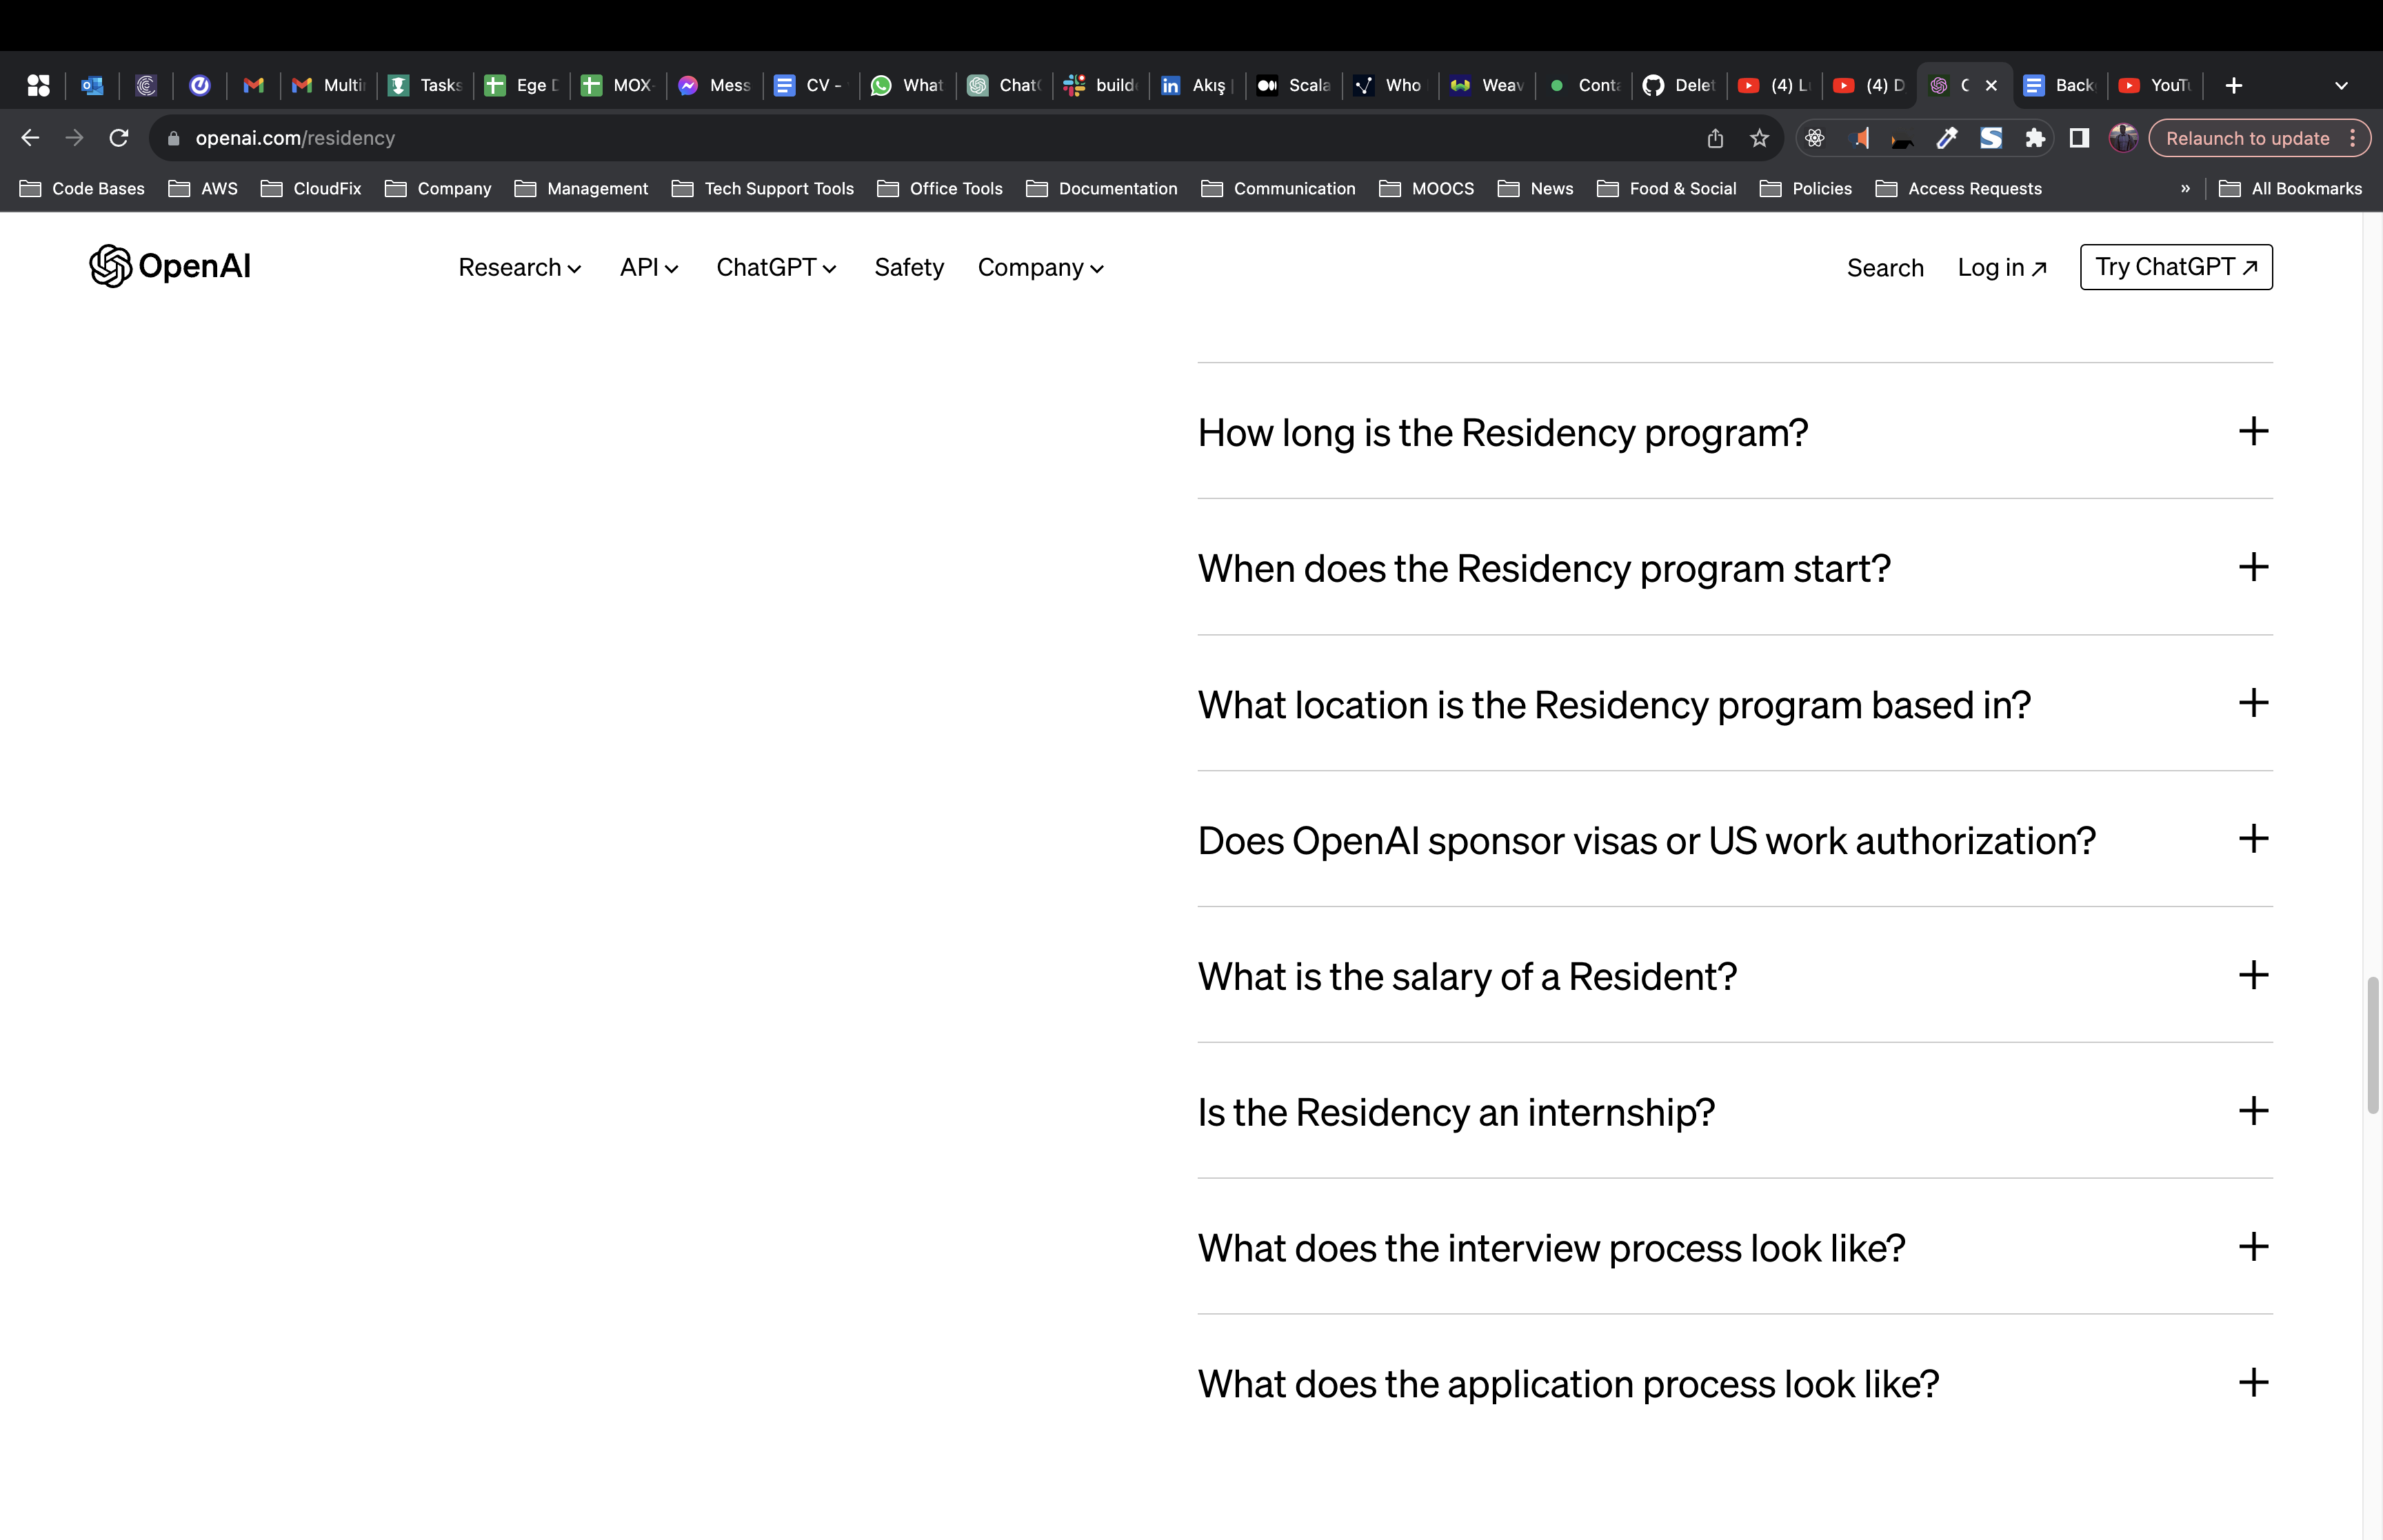 Multi
Tasks
Ege D
MOX-
Mess
CV -
What
Chat
build
Akış
Scala
Who
Weav
Conta
Delet
(4) L
(4) D
Back
YouTu
openai.com/residency
Relaunch to update
Code Bases
AWS
CloudFix
Company
Management
Tech Support Tools
Office Tools
Documentation
Communication
MOOCS
News
Food & Social
Policies
Access Requests
»
All Bookmarks
OpenAI
Research
API
ChatGPT
Safety
Company
Search
Log in ↗
Try ChatGPT ↗
How long is the Residency program?
When does the Residency program start?
What location is the Residency program based in?
Does OpenAI sponsor visas or US work authorization?
What is the salary of a Resident?
Is the Residency an internship?
What does the interview process look like?
What does the application process look like?